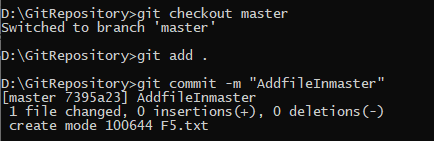 D:\GitRepository>git checkout master
Switched to branch 'master'
D:\GitRepository>git add .
D:\GitRepository>git commit -m "AddfileInmaster"
[master 7395a23] AddfileInmaster
 1 file changed, 0 insertions(+), 0 deletions(-)
 create mode 100644 F5.txt